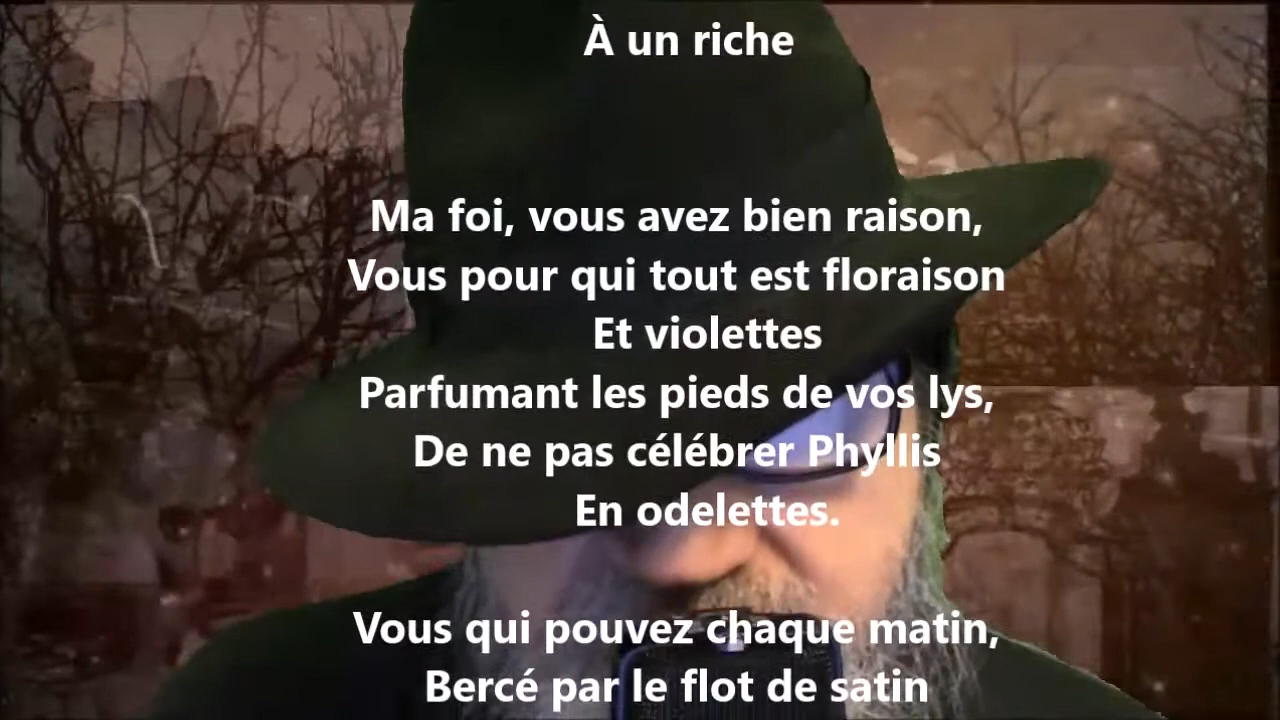 À un riche
Ma foi, vous avez bien raison,
Vous pour qui tout est floraison
Et violettes
Parfumant les pieds de vos lys,
De ne pas célébrer Phyllis
En odelettes.
Vous qui pouvez chaque matin,
Bercé par le flot de satin